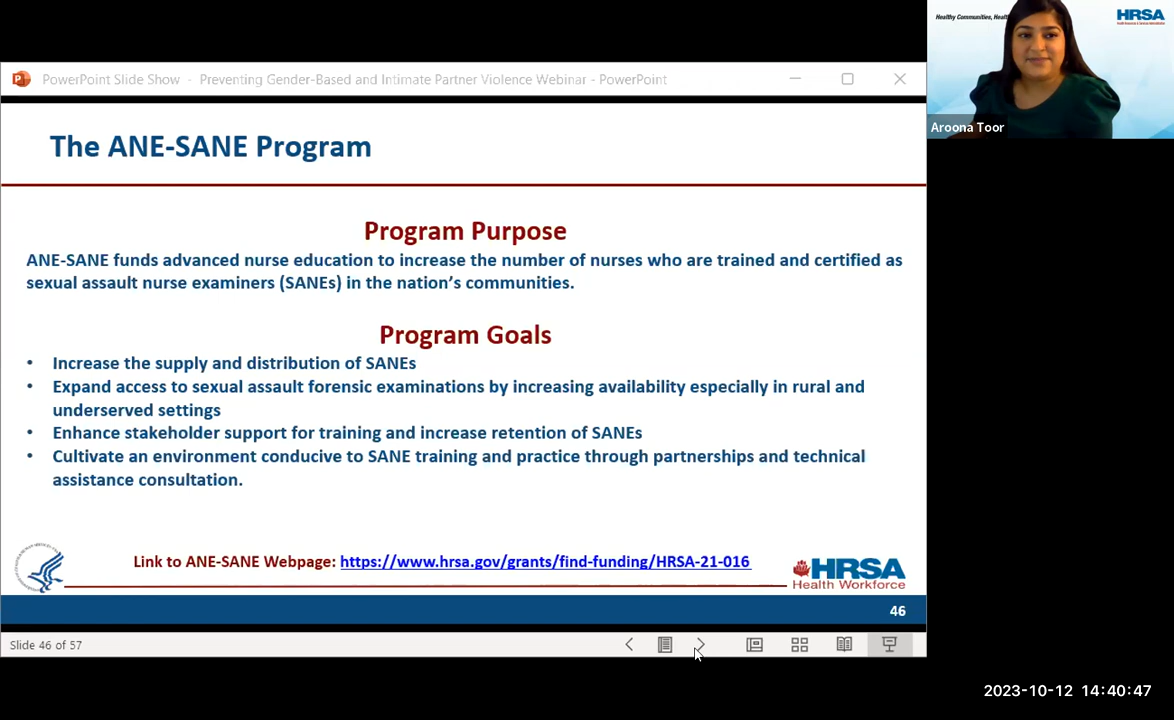 Healthy Communities, Heal
HRSA
PowerPoint Slide Show - Preventing Gender-Based and Intimate Partner Violence Webinar - PowerPoint
Aroona Toor
The ANE-SANE Program
Program Purpose
ANE-SANE funds advanced nurse education to increase the number of nurses who are trained and certified as
sexual assault nurse examiners (SANEs) in the nation’s communities.
Program Goals
• Increase the supply and distribution of SANEs
• Expand access to sexual assault forensic examinations by increasing availability especially in rural and
underserved settings
• Enhance stakeholder support for training and increase retention of SANEs
• Cultivate an environment conducive to SANE training and practice through partnerships and technical
assistance consultation.
Link to ANE-SANE Webpage: https://www.hrsa.gov/grants/find-funding/HRSA-21-016
HRSA
Health Workforce
46
Slide 46 of 57
2023-10-12 14:40:47